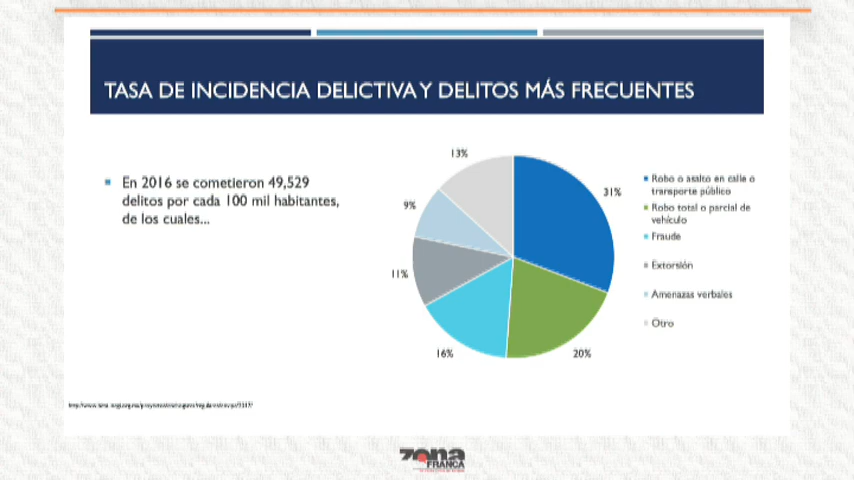 TASA DE INCIDENCIA DELICTIVA Y DELITOS MÁS FRECUENTES
En 2016 se cometieron 49,529
delitos por cada 100 mil habitantes,
de los cuales...
13%
31%
9%
11%
16%
20%
Robo o asalto en calle o
transporte público
Robo total o parcial de
vehículo
Fraude
Extorsión
Amenazas verbales
Otro
zona
FRANCA